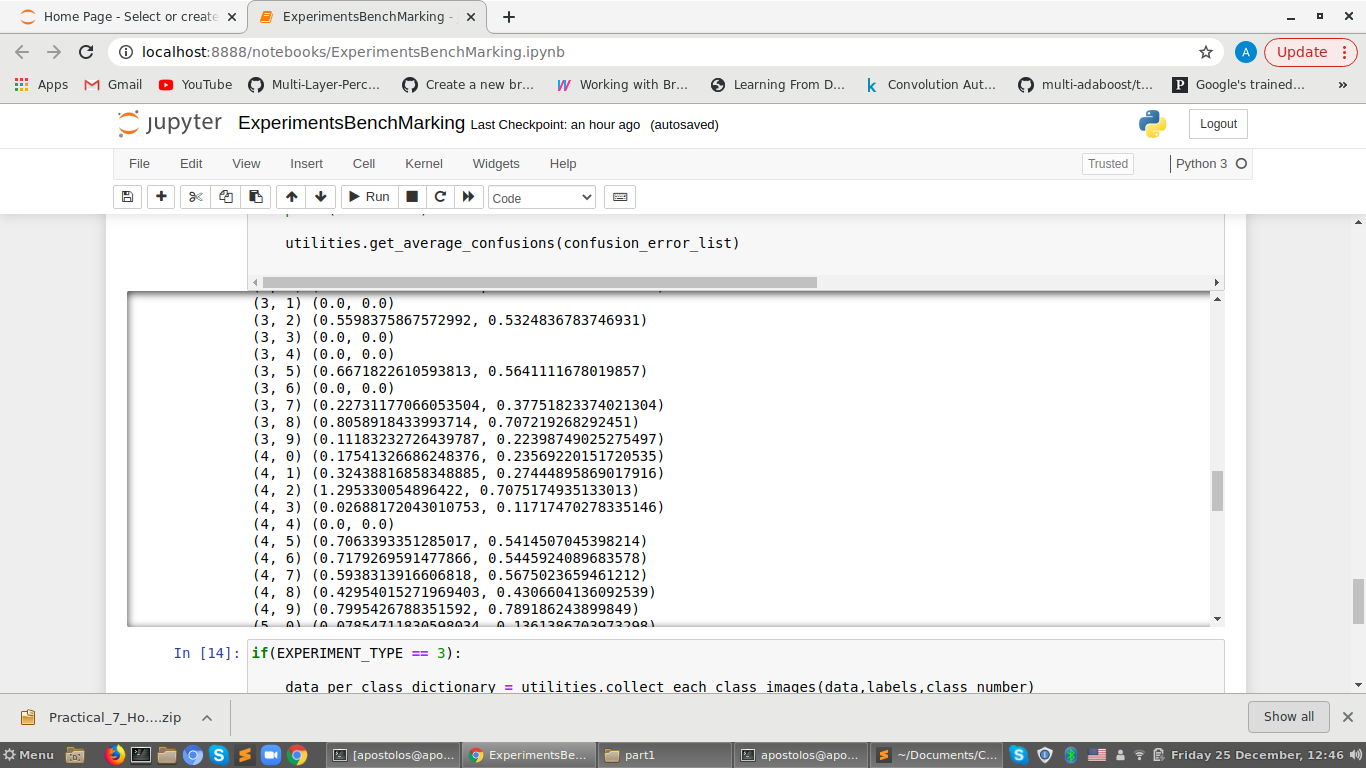 Home Page - Select or create
ExperimentsBenchMarking -
localhost:8888/notebooks/ExperimentsBenchMarking.ipynb
A
Update
Apps
Gmail
YouTube
Multi-Layer-Perc...
Create a new br...
Working with Br...
Learning From D...
Convolution Aut...
multi-adaboost/t...
Google's trained...
»
jupyter
ExperimentsBenchMarking Last Checkpoint: an hour ago (autosaved)
Logout
File Edit View Insert Cell Kernel Widgets Help
Trusted
Python 3
Run
Code
utilities.get_average_confusions(confusion_error_list)
(3, 1) (0.0, 0.0)
(3, 2) (0.5598375867572992, 0.5324836783746931)
(3, 3) (0.0, 0.0)
(3, 4) (0.0, 0.0)
(3, 5) (0.6671822610593813, 0.5641111678019857)
(3, 6) (0.0, 0.0)
(3, 7) (0.22731177066053504, 0.37751823374021304)
(3, 8) (0.8058918433993714, 0.707219268292451)
(3, 9) (0.11183232726439787, 0.22398749025275497)
(4, 0) (0.17541326686248376, 0.23569220151720535)
(4, 1) (0.32438816858348885, 0.27444895869017916)
(4, 2) (1.295330054896422, 0.7075174935133013)
(4, 3) (0.02688172043010753, 0.11717470278335146)
(4, 4) (0.0, 0.0)
(4, 5) (0.7063393351285017, 0.5414507045398214)
(4, 6) (0.7179269591477866, 0.5445924089683578)
(4, 7) (0.5938313916606818, 0.5675023659461212)
(4, 8) (0.42954015271969403, 0.4306604136092539)
(4, 9) (0.7995426788351592, 0.789186243899849)
(5, 0) (0.07854711830598034, 0.1361386703973298)
In [14]: if(EXPERIMENT_TYPE == 3):
data_per_class_dictionary = utilities.collect_each_class_images(data,labels,class_number)
Practical_7_Ho....zip
Show all
Menu
[apostolos@apo...
ExperimentsBe...
part1
apostolos@apo...
~/Documents/C...
Friday 25 December, 12:46